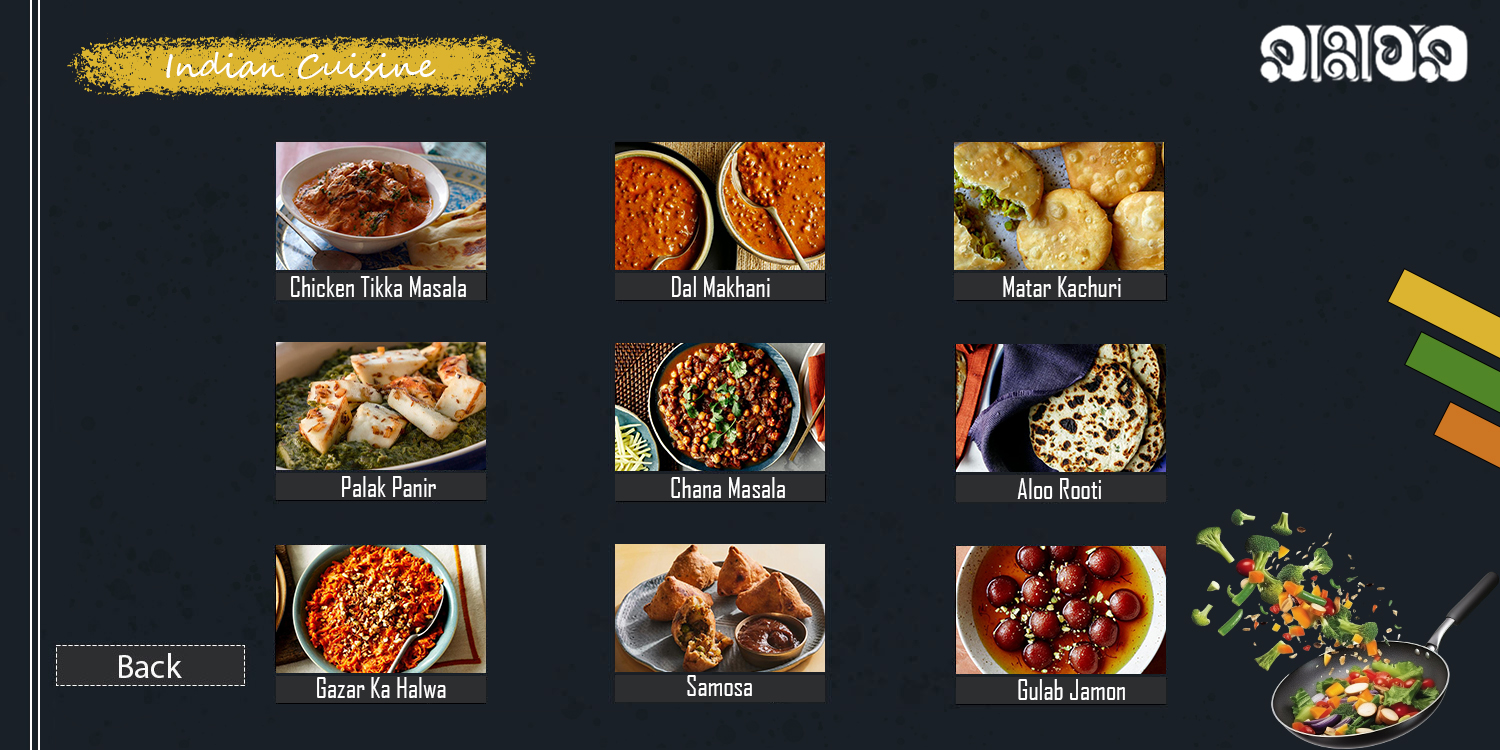 Indian Cuisine
রান্নাঘর
Chicken Tikka Masala
Dal Makhani
Matar Kachuri
Palak Panir
Chana Masala
Aloo Rooti
Gazar Ka Halwa
Samosa
Gulab Jamon
Back